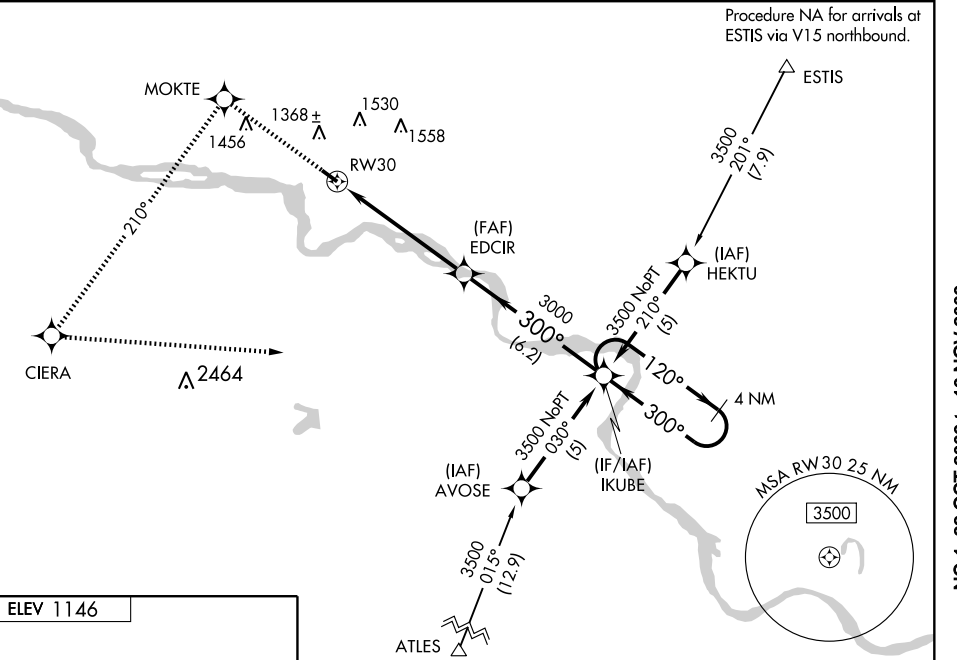 Procedure NA for arrivals at
ESTIS via V15 northbound.
ESTIS
MOKTE
1456
1368 ±
1530
1558
RW30
3500
201°
(7.9)
210°
(FAF)
EDCIR
(IAF)
HEKTU
3500 NoPT
210°
(5)
3000
300°
(6.2)
120°
300°
4 NM
CIERA
2464
3500 NoPT
030°
(5)
(IAF)
AVOSE
(IF/IAF)
IKUBE
MSA RW30 25 NM
3500
3500
015°
(12.9)
ELEV 1146
ATLES